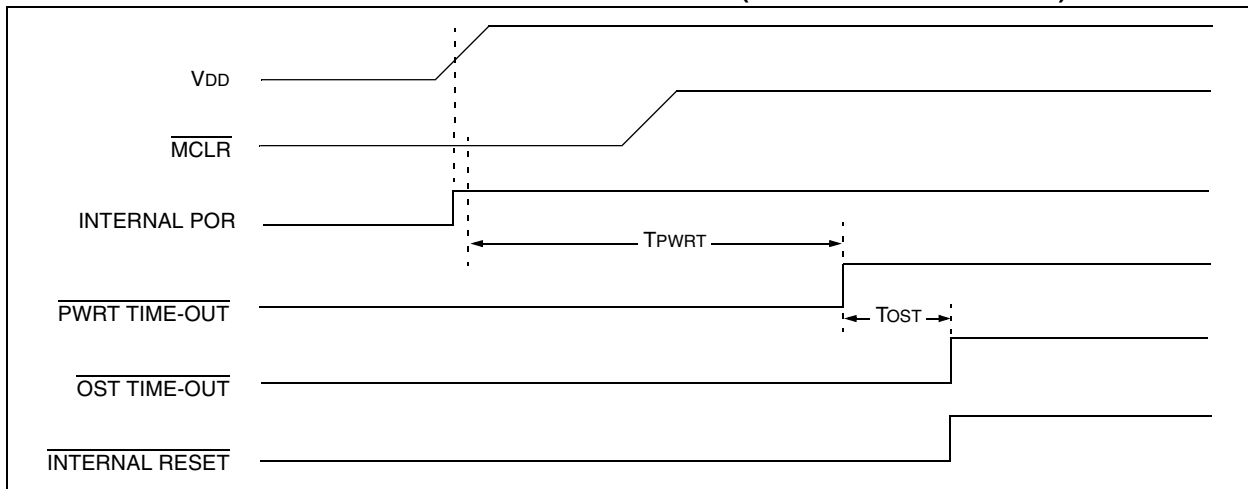 VDD
MCLR
INTERNAL POR
TPWRT
PWRT TIME-OUT
TOST
OST TIME-OUT
INTERNAL RESET